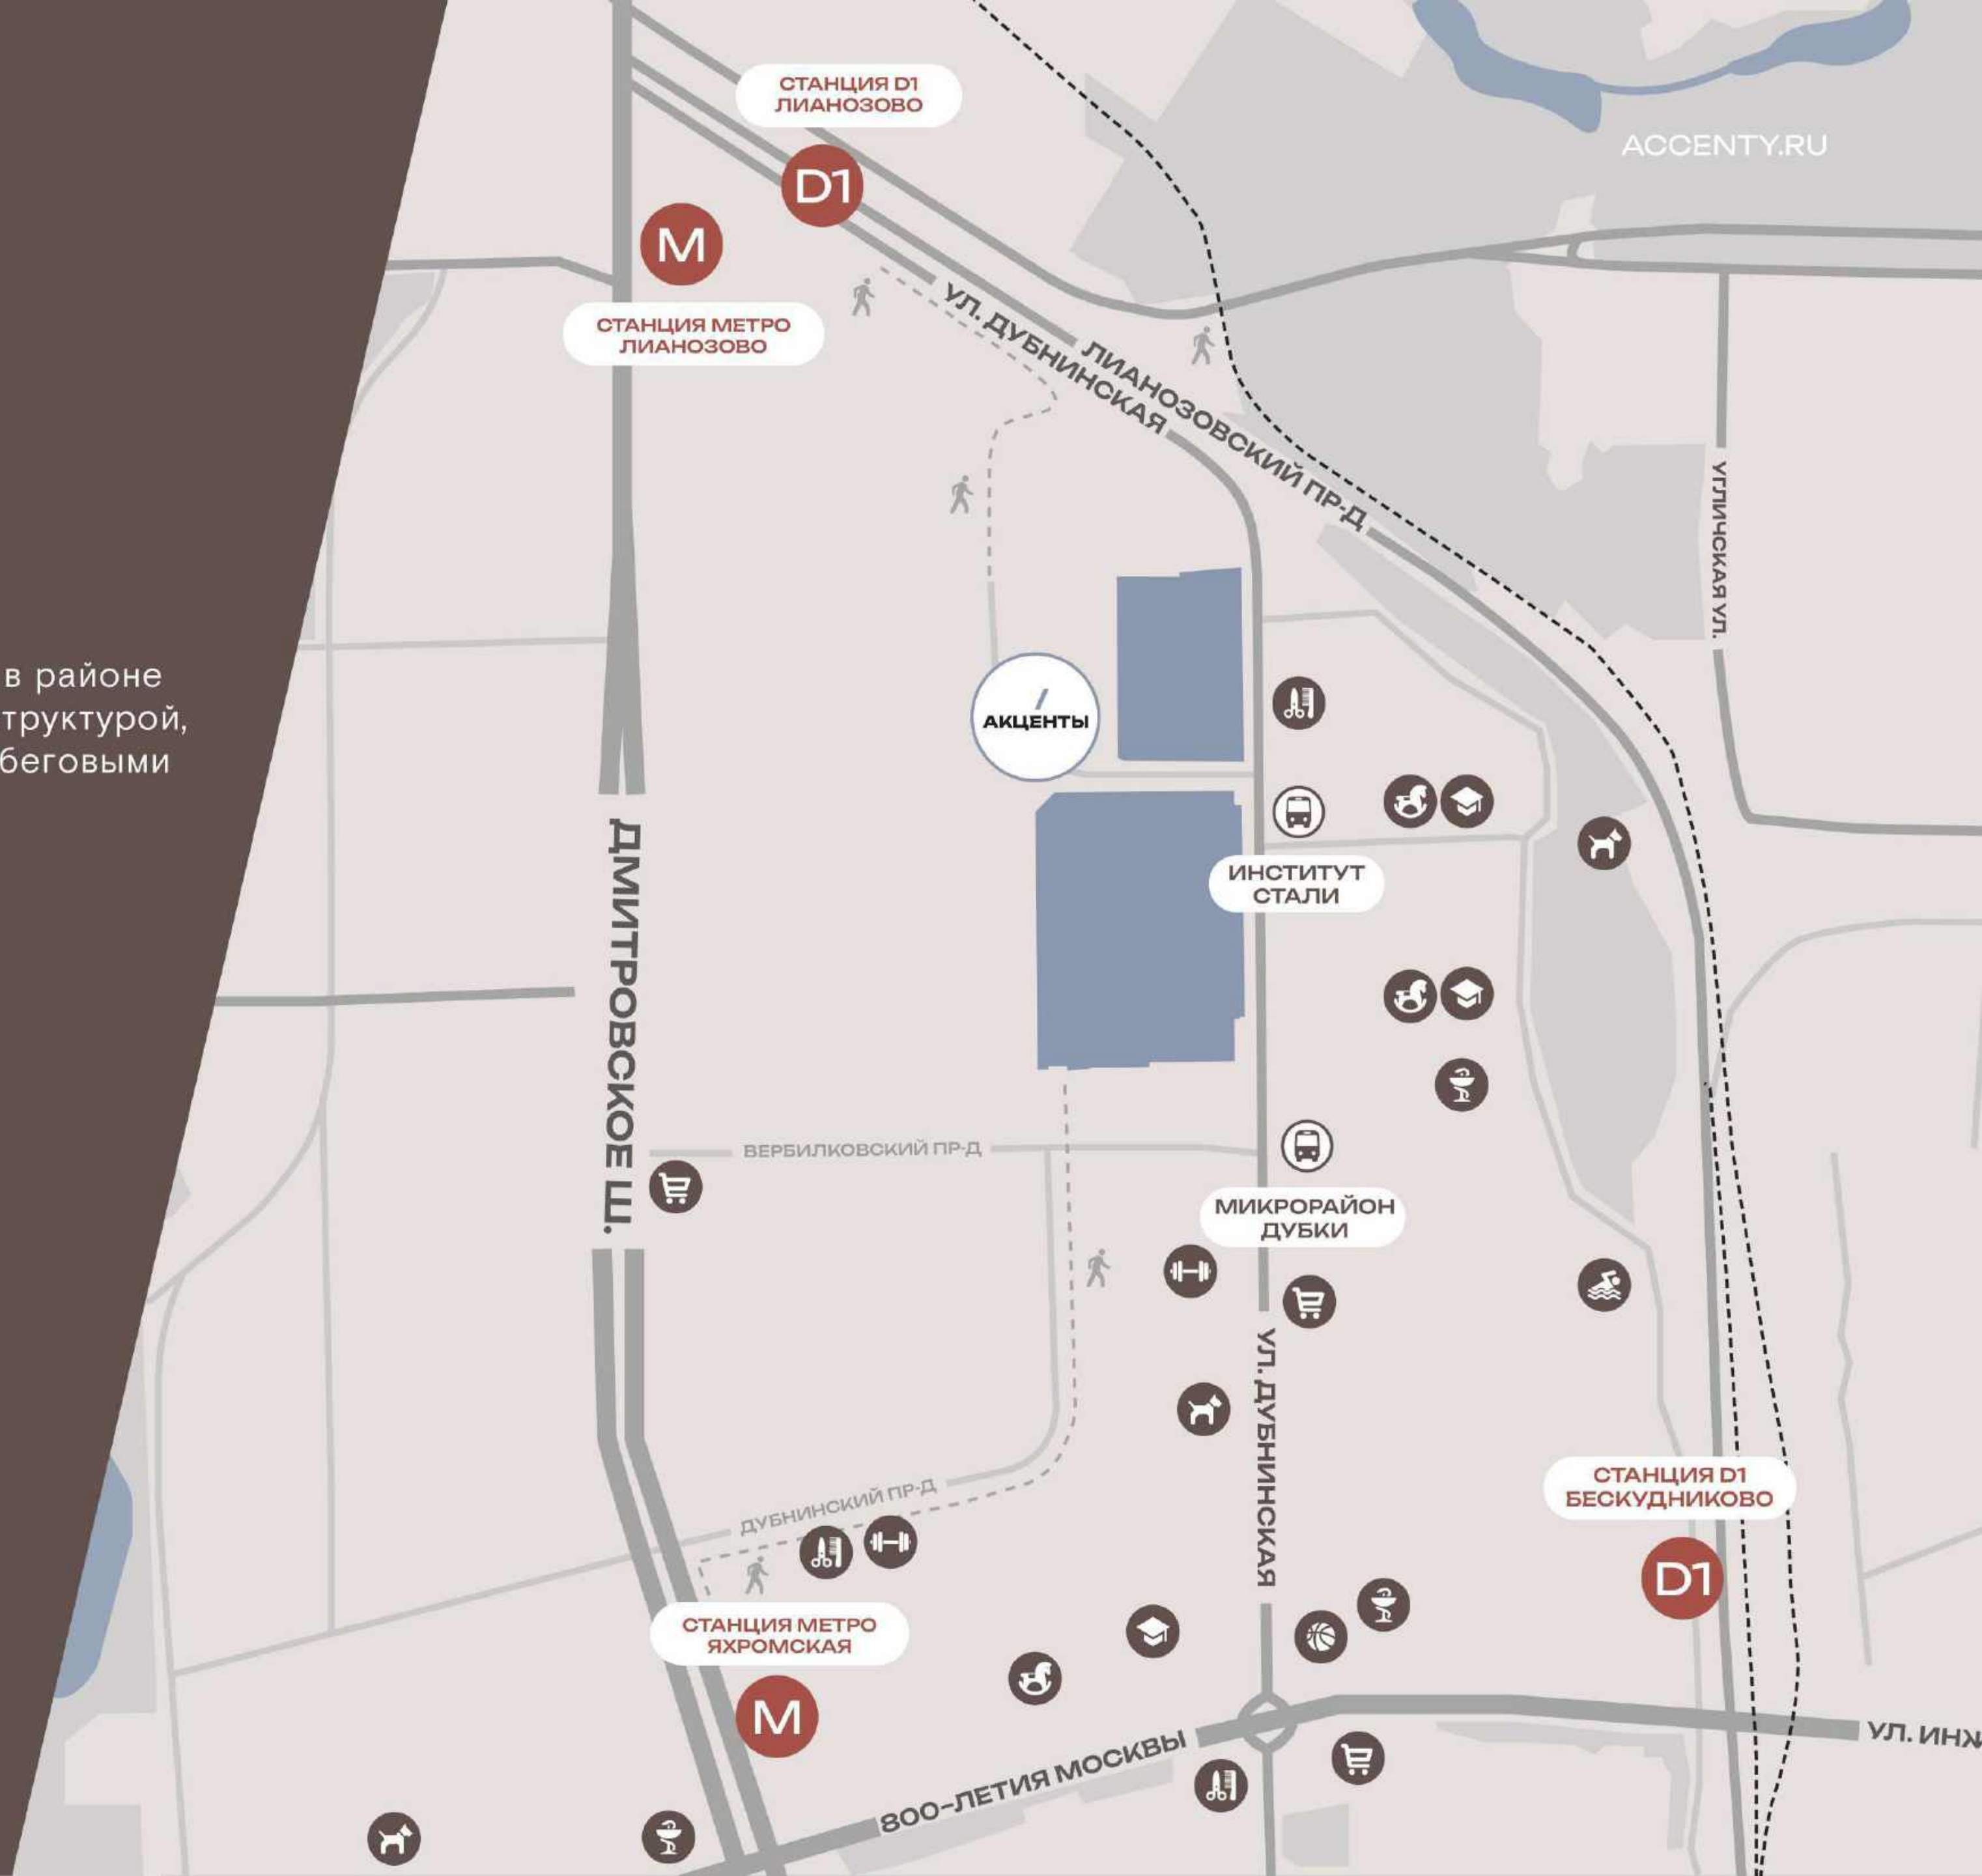 СТАНЦИЯ D1
ЛИАНОЗОВО
D1
ACCENTY.RU
M
СТАНЦИЯ МЕТРО
ЛИАНОЗОВО
УЛ. ДУБНИНСКАЯ
ЛИАНОЗОВСКИЙ ПР-Д
УГЛИЧСКАЯ УЛ.
в районе
труктурой,
беговыми
АКЦЕНТЫ
ДМИТРОВСКОЕ Ш.
ИНСТИТУТ
СТАЛИ
ВЕРБИЛКОВСКИЙ ПР-Д
МИКРОРАЙОН
ДУБКИ
УЛ. ДУБНИНСКАЯ
СТАНЦИЯ D1
БЕСКУДНИКОВО
D1
ДУБНИНСКИЙ ПР-Д
СТАНЦИЯ МЕТРО
ЯХРОМСКАЯ
M
800-ЛЕТИЯ МОСКВЫ
УЛ. ИНЖ